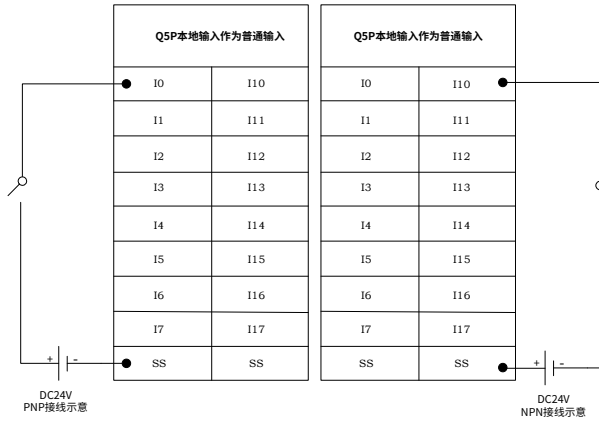 Q5P本地输入作为普通输入
I0 I10
I1 I11
I2 I12
I3 I13
I4 I14
I5 I15
I6 I16
I7 I17
SS SS
+ -
DC24V
PNP接线示意
Q5P本地输入作为普通输入
I0 I10
I1 I11
I2 I12
I3 I13
I4 I14
I5 I15
I6 I16
I7 I17
SS SS
+ -
DC24V
NPN接线示意